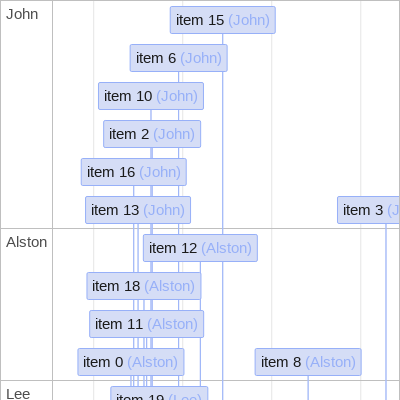 John
item 15 (John)
item 6 (John)
item 10 (John)
item 2 (John)
item 16 (John)
item 13 (John)
item 3 (J
Alston
item 12 (Alston)
item 18 (Alston)
item 11 (Alston)
item 0 (Alston)
item 8 (Alston)
Lee
item 19 (Lee)